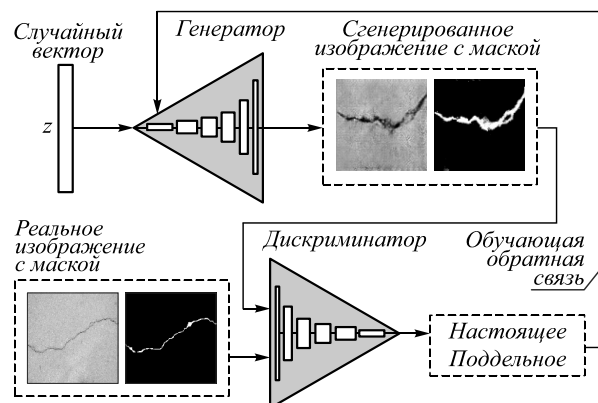 Случайный
вектор
z
Генератор
Сгенерированное
изображение с маской
Реальное
изображение
с маской
Дискриминатор
Обучающая
обратная
связь
Настоящее
Поддельное